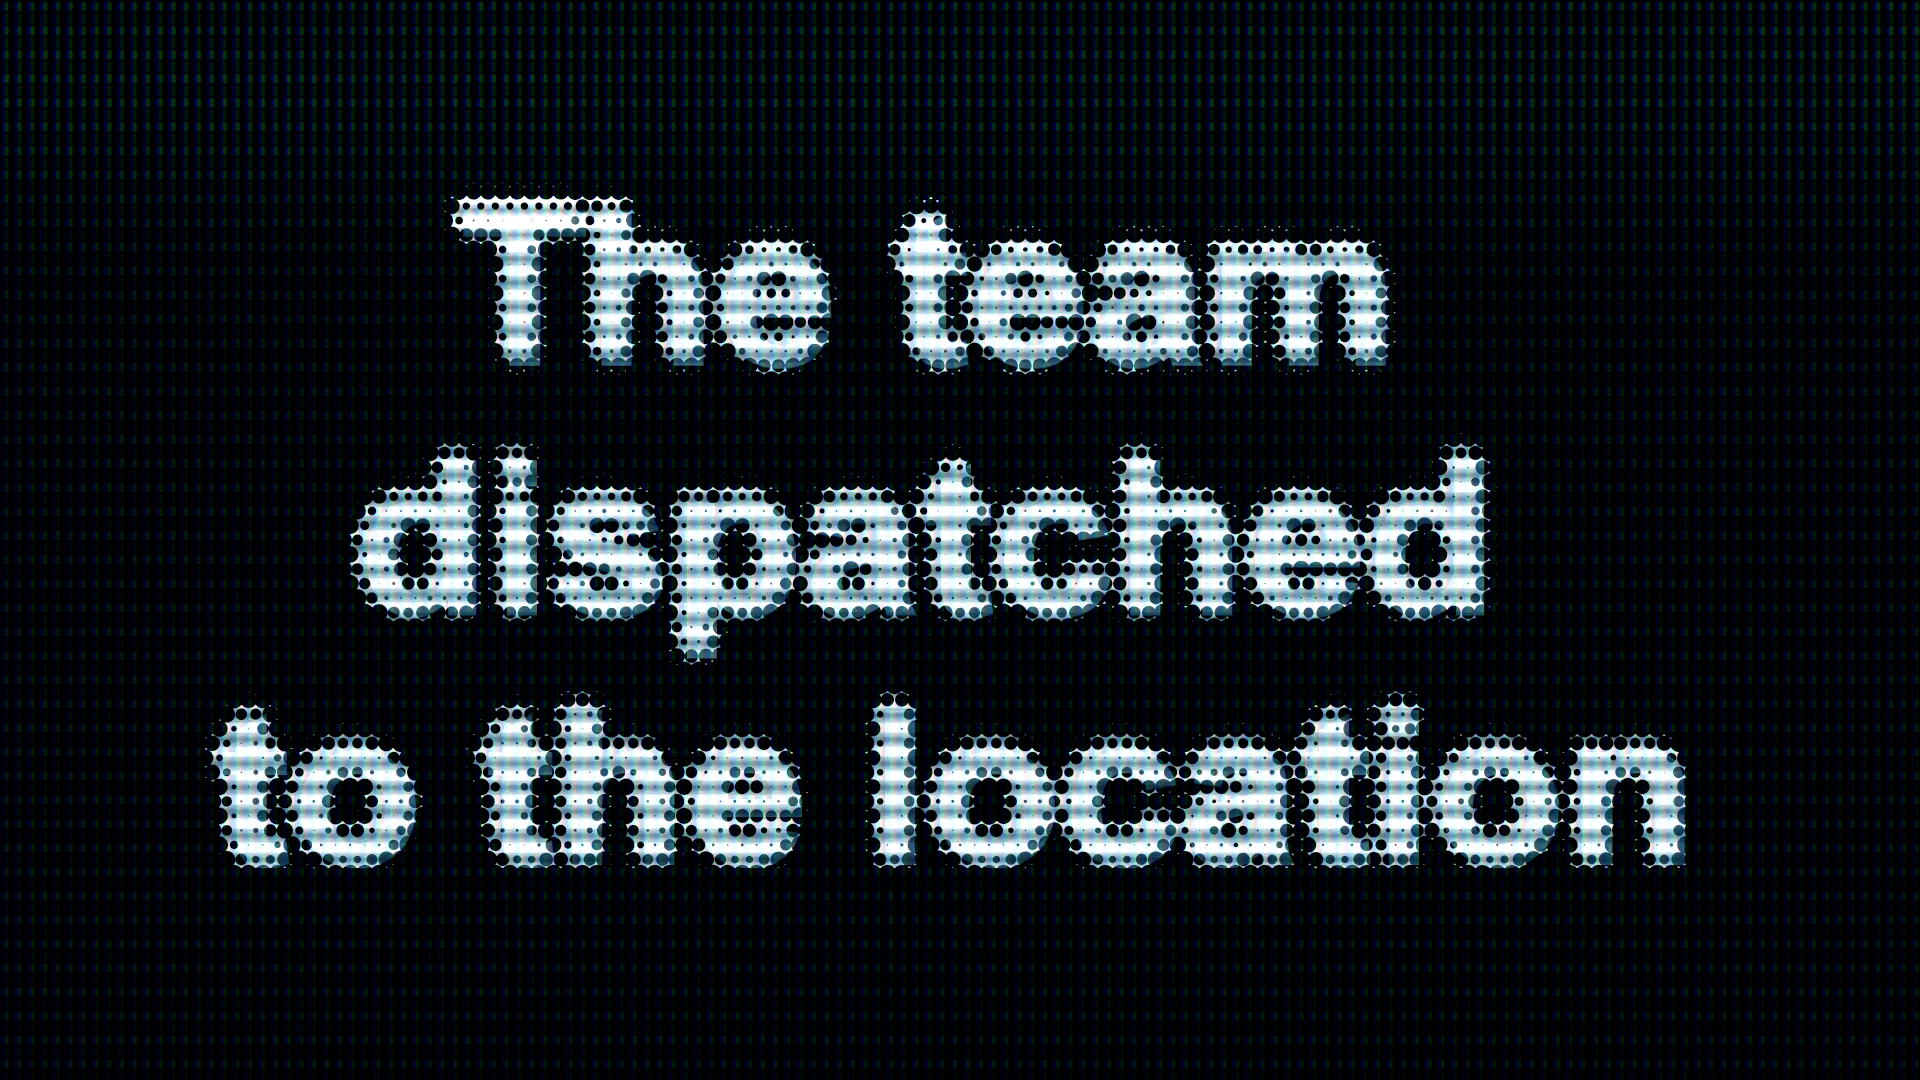 The team
dispatched
to the location